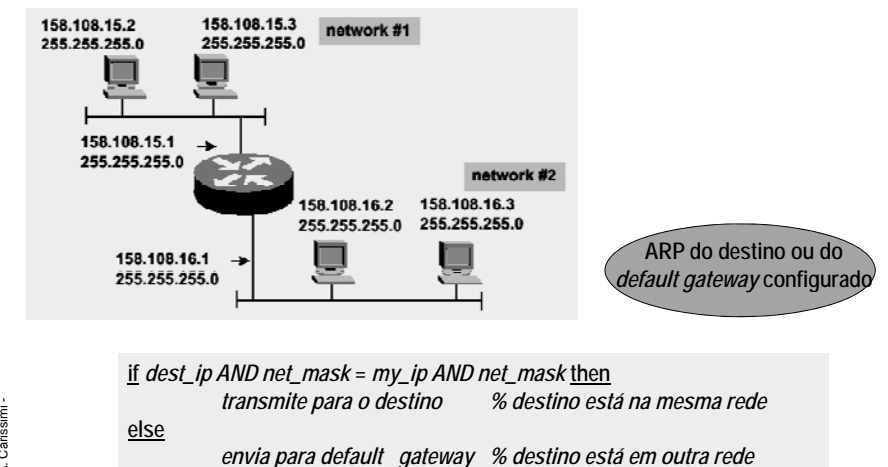 158.108.15.2
255.255.255.0
158.108.15.3
255.255.255.0
network #1
158.108.15.1
255.255.255.0
network #2
158.108.16.2
255.255.255.0
158.108.16.3
255.255.255.0
158.108.16.1
255.255.255.0
ARP do destino ou do
default gateway configurado
if dest_ip AND net_mask = my_ip AND net_mask then
transmite para o destino % destino está na mesma rede
else
envia para default_gateway % destino está em outra rede
Carissimi -